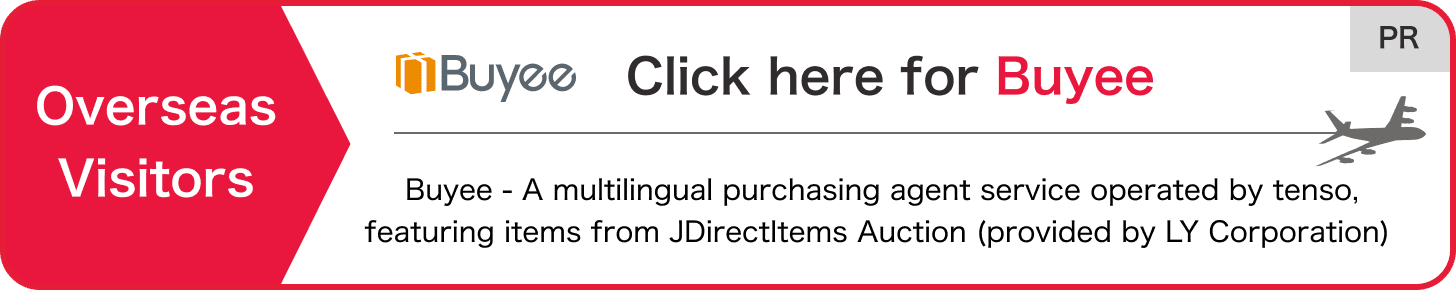 Overseas
Visitors
Buyee
Click here for Buyee
PR
Buyee - A multilingual purchasing agent service operated by tenso,
featuring items from JDirectItems Auction (provided by LY Corporation)